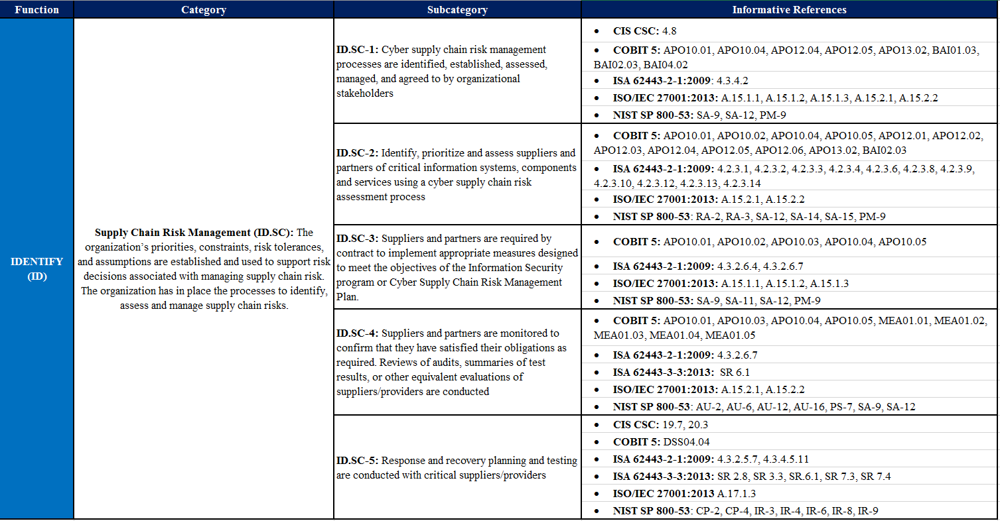 Function
Category
Subcategory
Informative References
IDENTIFY
(ID)
Supply Chain Risk Management (ID.SC): The
organization’s priorities, constraints, risk tolerances,
and assumptions are established and used to support risk
decisions associated with managing supply chain risk.
The organization has in place the processes to identify,
assess and manage supply chain risks.
ID.SC-1: Cyber supply chain risk management
processes are identified, established, assessed,
managed, and agreed to by organizational
stakeholders
• CIS CSC: 4.8
• COBIT 5: APO10.01, APO10.04, APO12.04, APO12.05, APO13.02, BAI01.03,
BAI02.03, BAI04.02
• ISA 62443-2-1:2009: 4.3.4.2
• ISO/IEC 27001:2013: A.15.1.1, A.15.1.2, A.15.1.3, A.15.2.1, A.15.2.2
• NIST SP 800-53: SA-9, SA-12, PM-9
ID.SC-2: Identify, prioritize and assess suppliers and
partners of critical information systems, components
and services using a cyber supply chain risk
assessment process
• COBIT 5: APO10.01, APO10.02, APO10.04, APO10.05, APO12.01, APO12.02,
APO12.03, APO12.04, APO12.05, APO12.06, APO13.02, BAI02.03
• ISA 62443-2-1:2009: 4.2.3.1, 4.2.3.2, 4.2.3.3, 4.2.3.4, 4.2.3.6, 4.2.3.8, 4.2.3.9,
4.2.3.10, 4.2.3.12, 4.2.3.13, 4.2.3.14
• ISO/IEC 27001:2013: A.15.2.1, A.15.2.2
• NIST SP 800-53: RA-2, RA-3, SA-12, SA-14, SA-15, PM-9
ID.SC-3: Suppliers and partners are required by
contract to implement appropriate measures designed
to meet the objectives of the Information Security
program or Cyber Supply Chain Risk Management
Plan.
• COBIT 5: APO10.01, APO10.02, APO10.03, APO10.04, APO10.05
• ISA 62443-2-1:2009: 4.3.2.6.4, 4.3.2.6.7
• ISO/IEC 27001:2013: A.15.1.1, A.15.1.2, A.15.1.3
• NIST SP 800-53: SA-9, SA-11, SA-12, PM-9
ID.SC-4: Suppliers and partners are monitored to
confirm that they have satisfied their obligations as
required. Reviews of audits, summaries of test
results, or other equivalent evaluations of
suppliers/providers are conducted
• COBIT 5: APO10.01, APO10.03, APO10.04, APO10.05, MEA01.01, MEA01.02,
MEA01.03, MEA01.04, MEA01.05
• ISA 62443-2-1:2009: 4.3.2.6.7
• ISA 62443-3-3:2013: SR 6.1
• ISO/IEC 27001:2013: A.15.2.1, A.15.2.2
• NIST SP 800-53: AU-2, AU-6, AU-12, AU-16, PS-7, SA-9, SA-12
ID.SC-5: Response and recovery planning and testing
are conducted with critical suppliers/providers
• CIS CSC: 19.7, 20.3
• COBIT 5: DSS04.04
• ISA 62443-2-1:2009: 4.3.2.5.7, 4.3.4.5.11
• ISA 62443-3-3:2013: SR 2.8, SR 3.3, SR.6.1, SR 7.3, SR 7.4
• ISO/IEC 27001:2013 A.17.1.3
• NIST SP 800-53: CP-2, CP-4, IR-3, IR-4, IR-6, IR-8, IR-9